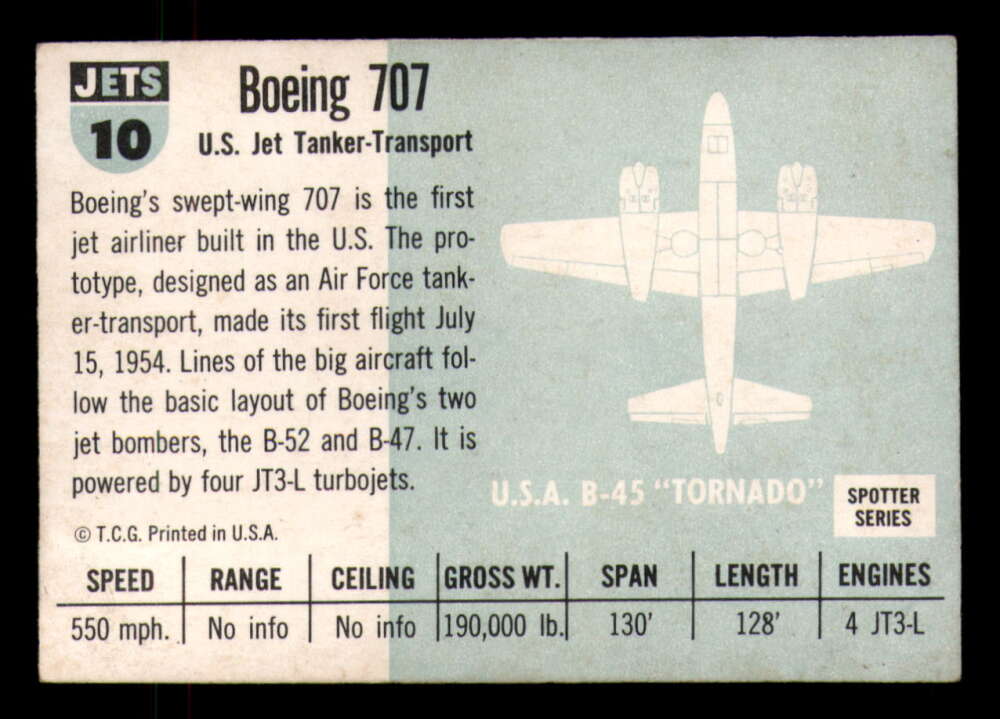 JETS
10
Boeing 707
U.S. Jet Tanker-Transport
Boeing's swept-wing 707 is the first
jet airliner built in the U.S. The pro-
totype, designed as an Air Force tank-
er-transport, made its first flight July
15, 1954. Lines of the big aircraft fol-
low the basic layout of Boeing's two
jet bombers, the B-52 and B-47. It is
powered by four JT3-L turbojets.
© T.C.G. Printed in U.S.A.
U.S.A. B-45 “TORNADO”
SPOTTER
SERIES
SPEED RANGE CEILING GROSS WT. SPAN LENGTH ENGINES
550 mph. No info No info 190,000 lb. 130' 128' 4 JT3-L